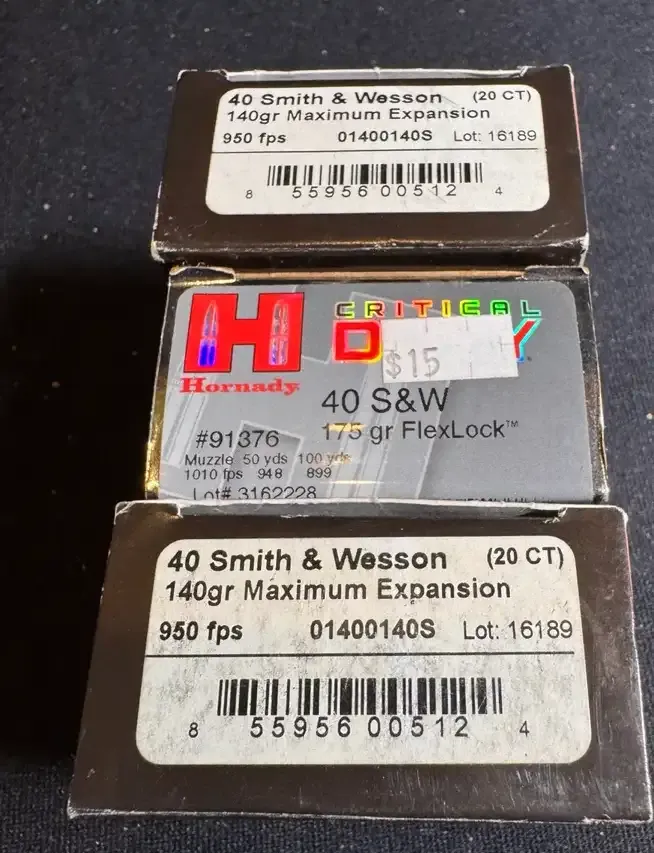 40 Smith & Wesson (20 CT)
140gr Maximum Expansion
950 fps 01400140S Lot: 16189
8 55956 00512 4
H
Hornady
CRITICAL
D Y
$15
40 S&W
175 gr FlexLock™
#91376
Muzzle 50 yds 100 yds
1010 fps 948 899
Lot# 3162228
40 Smith & Wesson (20 CT)
140gr Maximum Expansion
950 fps 01400140S Lot: 16189
8 55956 00512 4